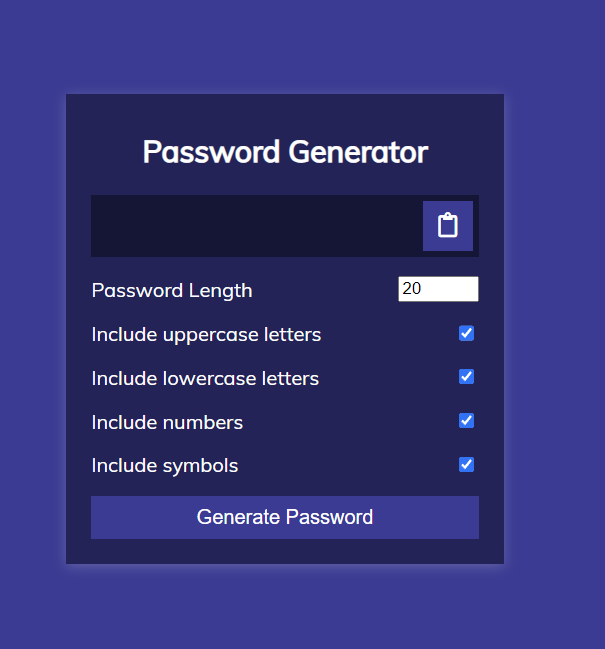 Password Generator
Password Length 20
Include uppercase letters
Include lowercase letters
Include numbers
Include symbols
Generate Password